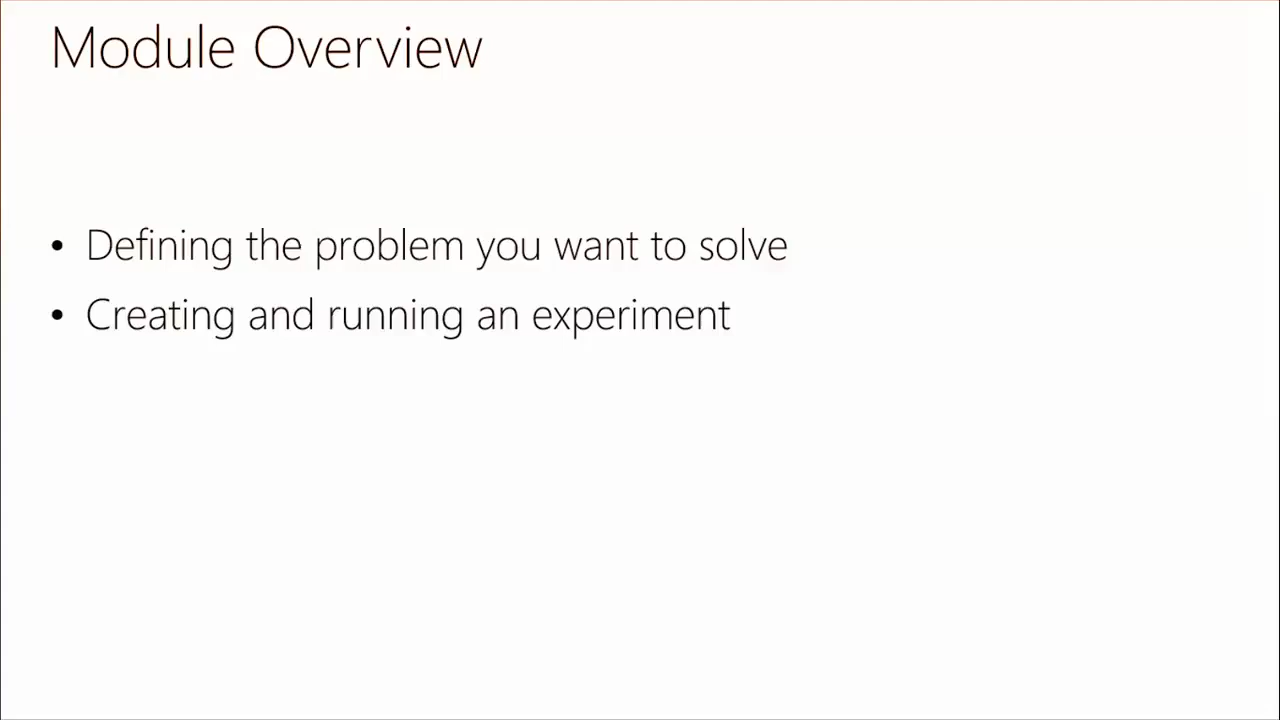 Module Overview
• Defining the problem you want to solve
• Creating and running an experiment